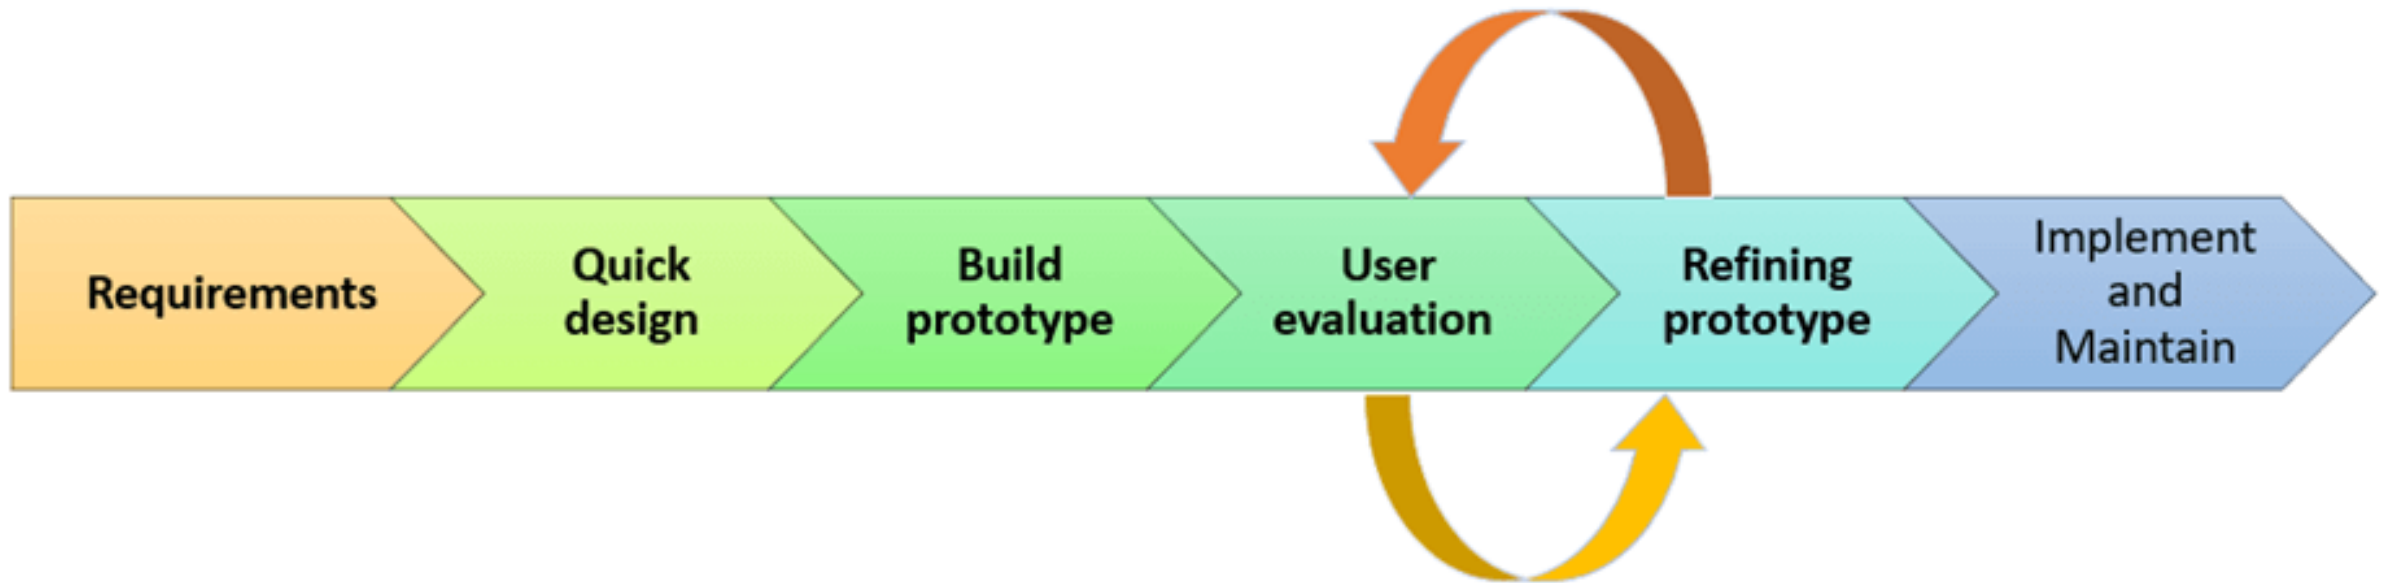 Requirements
Quick
design
Build
prototype
User
evaluation
Refining
prototype
Implement
and
Maintain